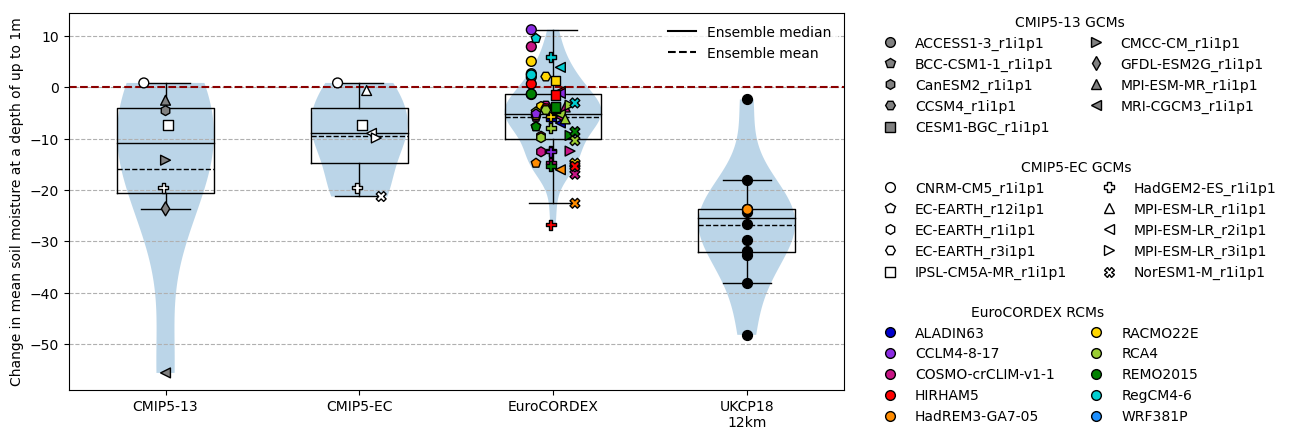 Change in mean soil moisture at a depth of up to 1m
10
0
−10
−20
−30
−40
−50
Ensemble median
Ensemble mean
CMIP5-13
CMIP5-EC
EuroCORDEX
UKCP18
12km
CMIP5-13 GCMs
ACCESS1-3_r1i1p1
BCC-CSM1-1_r1i1p1
CanESM2_r1i1p1
CCSM4_r1i1p1
CESM1-BGC_r1i1p1
CMCC-CM_r1i1p1
GFDL-ESM2G_r1i1p1
MPI-ESM-MR_r1i1p1
MRI-CGCM3_r1i1p1
CMIP5-EC GCMs
CNRM-CM5_r1i1p1
EC-EARTH_r12i1p1
EC-EARTH_r1i1p1
EC-EARTH_r3i1p1
IPSL-CM5A-MR_r1i1p1
HadGEM2-ES_r1i1p1
MPI-ESM-LR_r1i1p1
MPI-ESM-LR_r2i1p1
MPI-ESM-LR_r3i1p1
NorESM1-M_r1i1p1
EuroCORDEX RCMs
ALADIN63
CCLM4-8-17
COSMO-crCLIM-v1-1
HIRHAM5
HadREM3-GA7-05
RACMO22E
RCA4
REMO2015
RegCM4-6
WRF381P